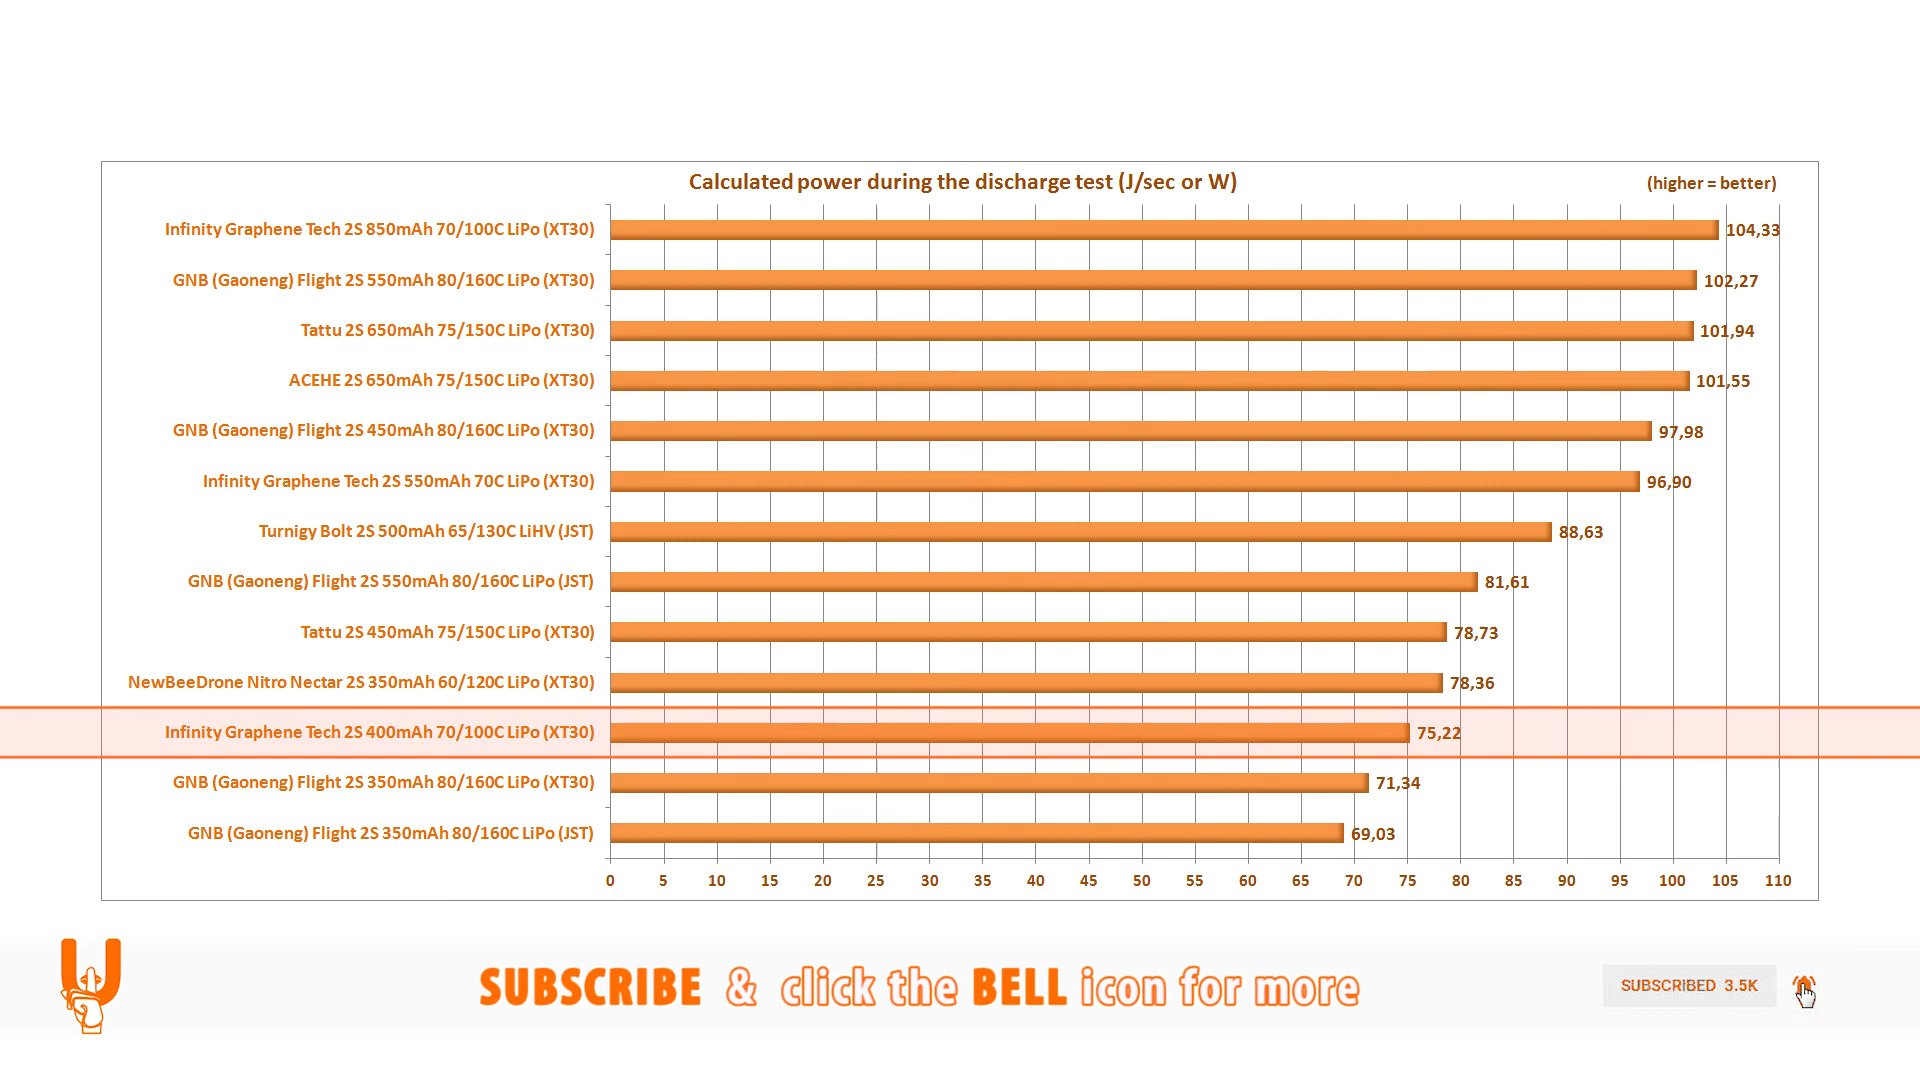 Calculated power during the discharge test (J/sec or W)
(higher = better)
Infinity Graphene Tech 2S 850mAh 70/100C LiPo (XT30) 104,33
GNB (Gaoneng) Flight 2S 550mAh 80/160C LiPo (XT30) 102,27
Tattu 2S 650mAh 75/150C LiPo (XT30) 101,94
ACEHE 2S 650mAh 75/150C LiPo (XT30) 101,55
GNB (Gaoneng) Flight 2S 450mAh 80/160C LiPo (XT30) 97,98
Infinity Graphene Tech 2S 550mAh 70C LiPo (XT30) 96,90
Turnigy Bolt 2S 500mAh 65/130C LiHV (JST) 88,63
GNB (Gaoneng) Flight 2S 550mAh 80/160C LiPo (JST) 81,61
Tattu 2S 450mAh 75/150C LiPo (XT30) 78,73
NewBeeDrone Nitro Nectar 2S 350mAh 60/120C LiPo (XT30) 78,36
Infinity Graphene Tech 2S 400mAh 70/100C LiPo (XT30) 75,22
GNB (Gaoneng) Flight 2S 350mAh 80/160C LiPo (XT30) 71,34
GNB (Gaoneng) Flight 2S 350mAh 80/160C LiPo (JST) 69,03
0 5 10 15 20 25 30 35 40 45 50 55 60 65 70 75 80 85 90 95 100 105 110
SUBSCRIBE & click the BELL icon for more
SUBSCRIBED 3.5K